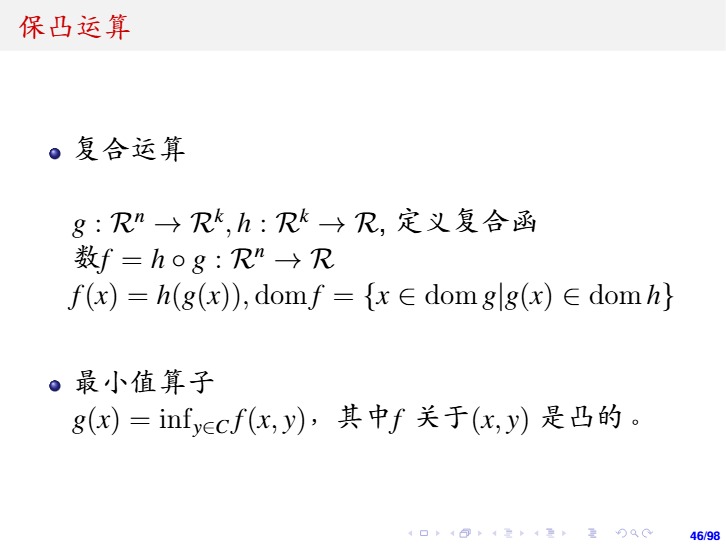 保凸运算
复合运算
g : Rⁿ → Rᵏ, h : Rᵏ → R, 定义复合函
数f = h ∘ g : Rⁿ → R
f(x) = h(g(x)), dom f = {x ∈ dom g|g(x) ∈ dom h}
最小值算子
g(x) = inf_{y∈C} f(x, y)，其中f 关于(x, y) 是凸的。
46/98